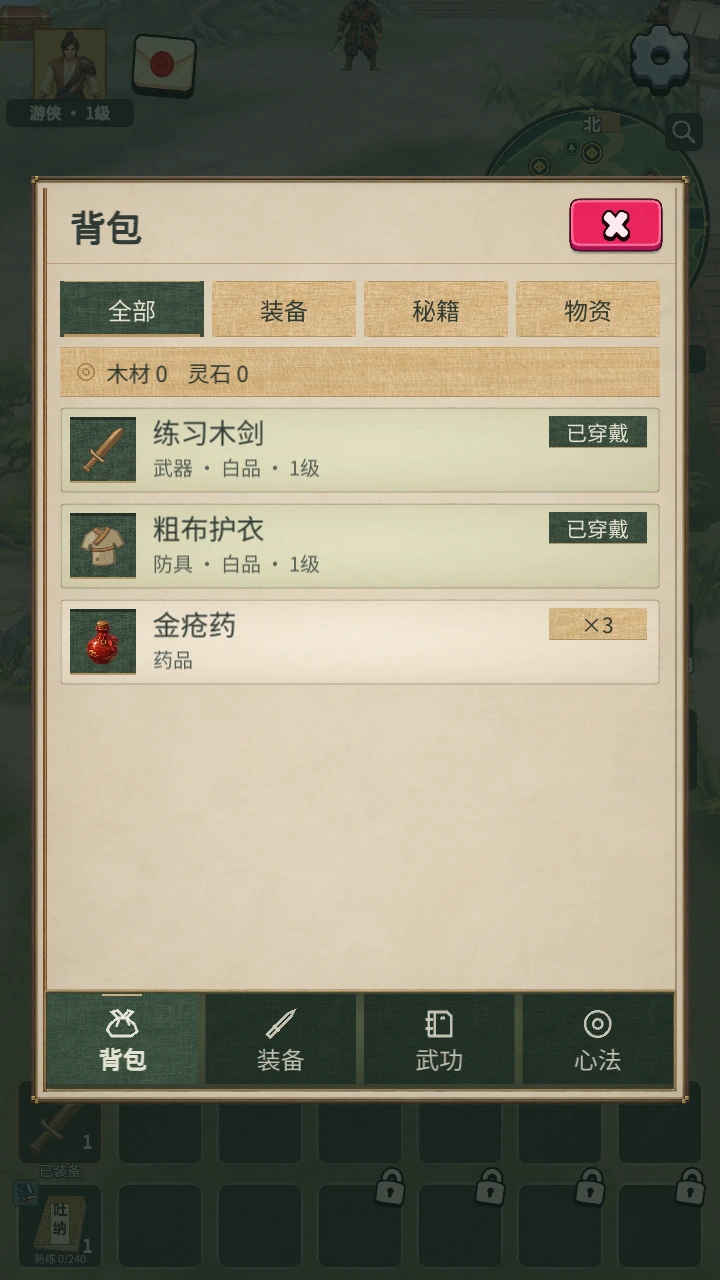 游侠 · 1级
北
背包
全部
装备
秘籍
物资
木材 0 灵石 0
练习木剑
已穿戴
武器 · 白品 · 1级
粗布护衣
已穿戴
防具 · 白品 · 1级
金疮药
×3
药品
背包
装备
武功
心法
1
已装备
吐纳
1
熟练 0/240